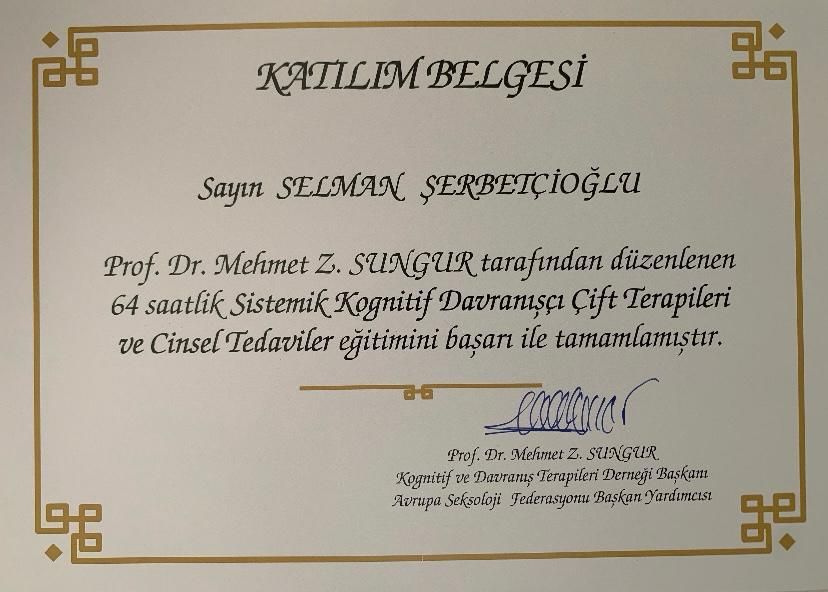 KATILIM BELGESİ
Sayın SELMAN ŞERBETÇİOĞLU
Prof. Dr. Mehmet Z. SUNGUR tarafından düzenlenen
64 saatlik Sistemik Kognitif Davranışçı Çift Terapileri
ve Cinsel Tedaviler eğitimini başarı ile tamamlamıştır.
Prof. Dr. Mehmet Z. SUNGUR
Kognitif ve Davranış Terapileri Derneği Başkanı
Avrupa Seksoloji Federasyonu Başkan Yardımcısı